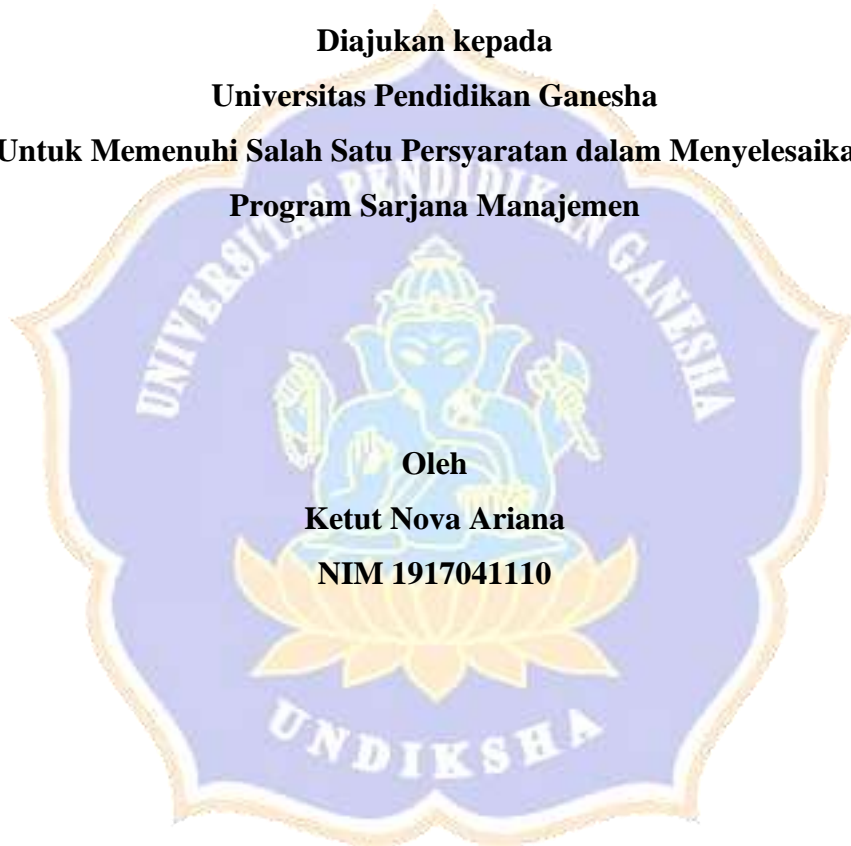 Diajukan kepada
Universitas Pendidikan Ganesha
Untuk Memenuhi Salah Satu Persyaratan dalam Menyelesaika
Program Sarjana Manajemen
UNIVERSITAS PENDIDIKAN GANESHA
Oleh
Ketut Nova Ariana
NIM 1917041110
UNDIKSHA